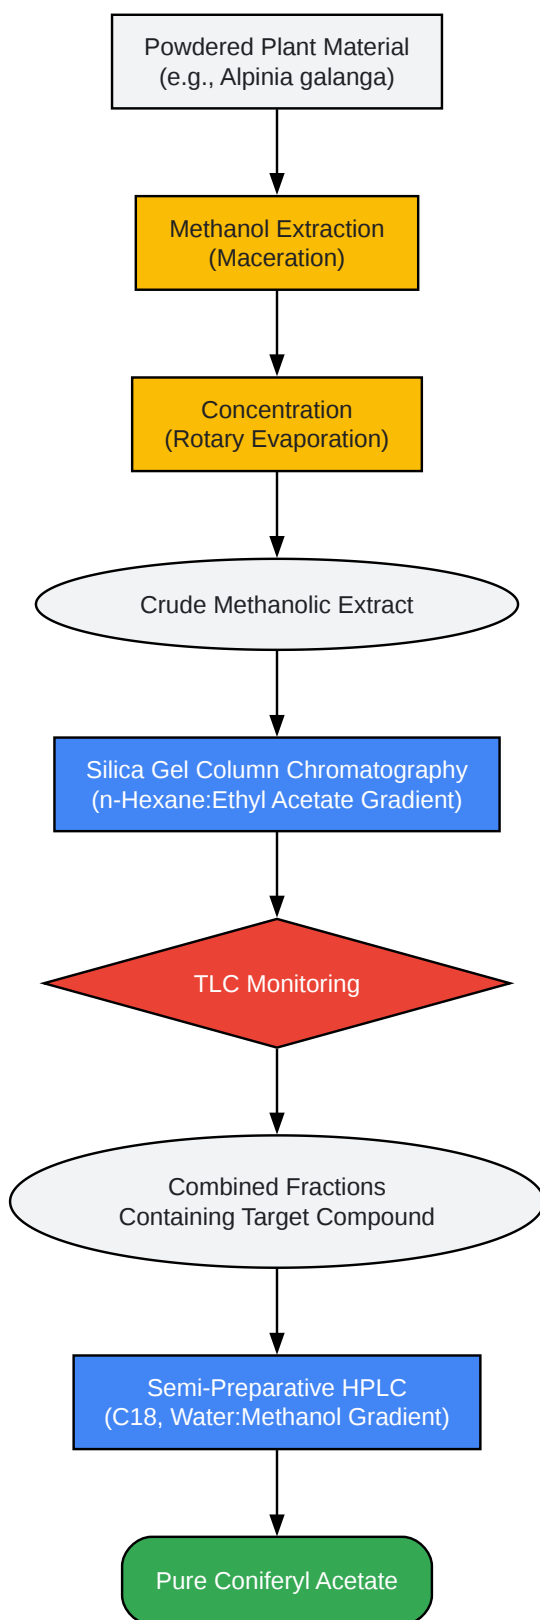 Powdered Plant Material
(e.g., Alpinia galanga)
Methanol Extraction
(Maceration)
Concentration
(Rotary Evaporation)
Crude Methanolic Extract
Silica Gel Column Chromatography
(n-Hexane:Ethyl Acetate Gradient)
TLC Monitoring
Combined Fractions
Containing Target Compound
Semi-Preparative HPLC
(C18, Water:Methanol Gradient)
Pure Coniferyl Acetate